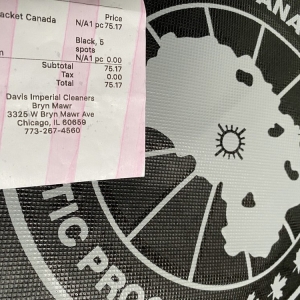 Price
acket Canada N/A1 pc 75.17
Black, 5
spots
N/A1 pc 0.00
Subtotal 75.17
Tax 0.00
Total 75.17
Davis Imperial Cleaners
Bryn Mawr
3325 W Bryn Mawr Ave
Chicago, IL 60659
773-267-4560
CANA
TIC PROG